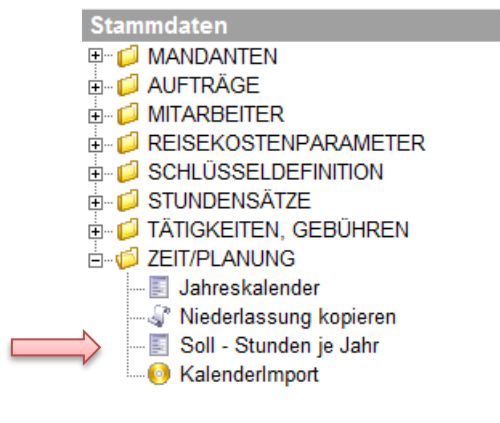 Stammdaten
MANDANTEN
AUFTRÄGE
MITARBEITER
REISEKOSTENPARAMETER
SCHLÜSSELDEFINITION
STUNDENSÄTZE
TÄTIGKEITEN, GEBÜHREN
ZEIT/PLANUNG
Jahreskalender
Niederlassung kopieren
Soll - Stunden je Jahr
KalenderImport